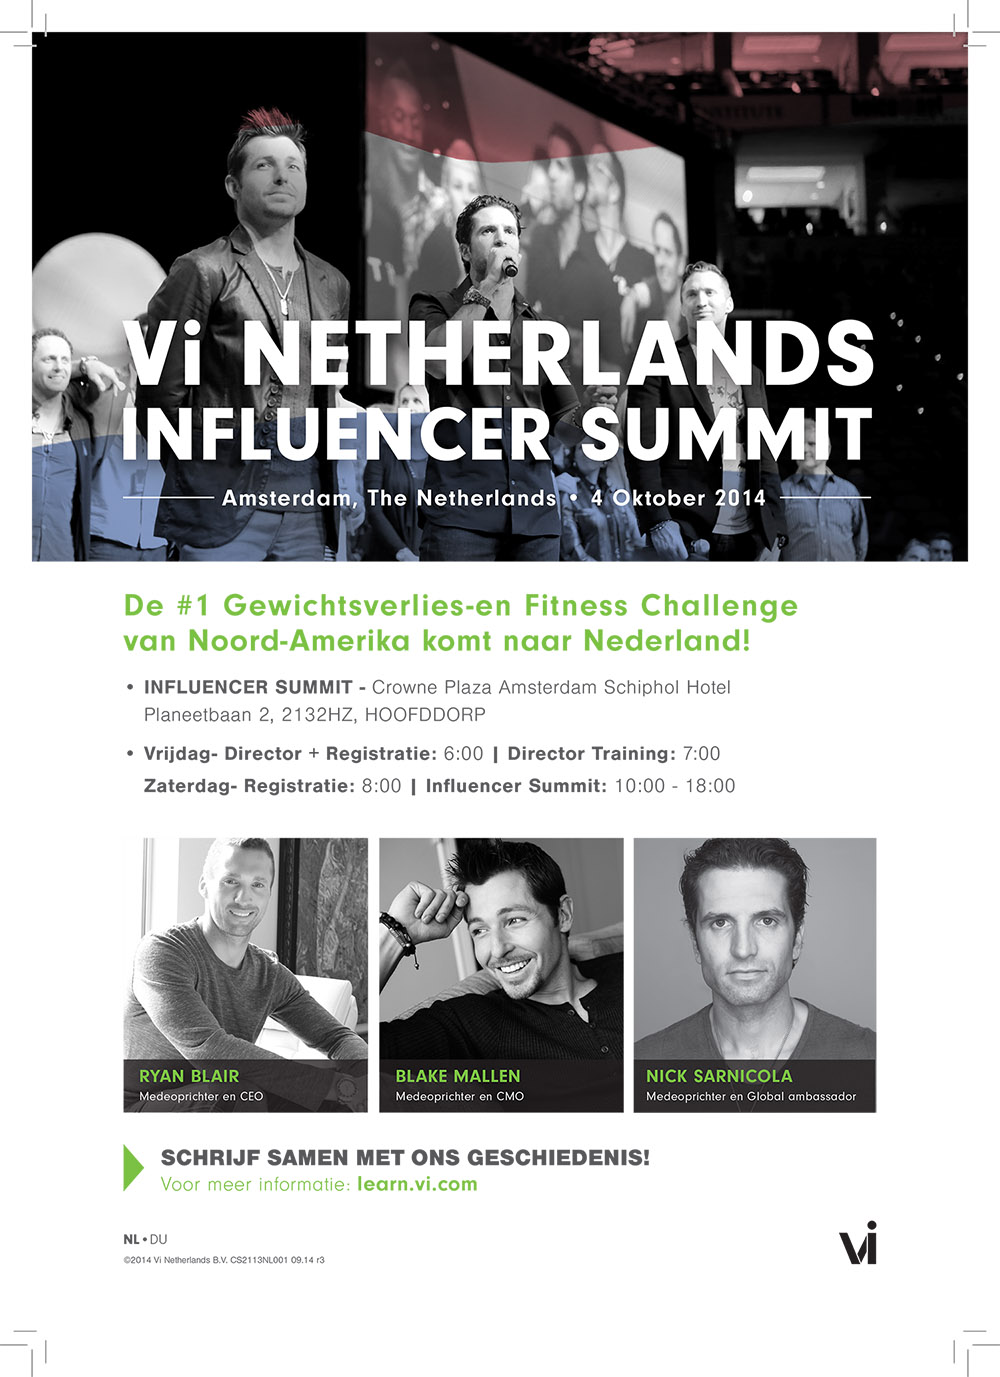 Vi NETHERLANDS
INFLUENCER SUMMIT
Amsterdam, The Netherlands • 4 Oktober 2014
De #1 Gewichtsverlies-en Fitness Challenge
van Noord-Amerika komt naar Nederland!
• INFLUENCER SUMMIT - Crowne Plaza Amsterdam Schiphol Hotel
Planeetbaan 2, 2132HZ, HOOFDDORP
• Vrijdag- Director + Registratie: 6:00 | Director Training: 7:00
Zaterdag- Registratie: 8:00 | Influencer Summit: 10:00 - 18:00
RYAN BLAIR
Medeoprichter en CEO
BLAKE MALLEN
Medeoprichter en CMO
NICK SARNICOLA
Medeoprichter en Global ambassador
SCHRIJF SAMEN MET ONS GESCHIEDENIS!
Voor meer informatie: learn.vi.com
NL • DU
©2014 Vi Netherlands B.V. CS2113NL001 09.14 r3
Vi